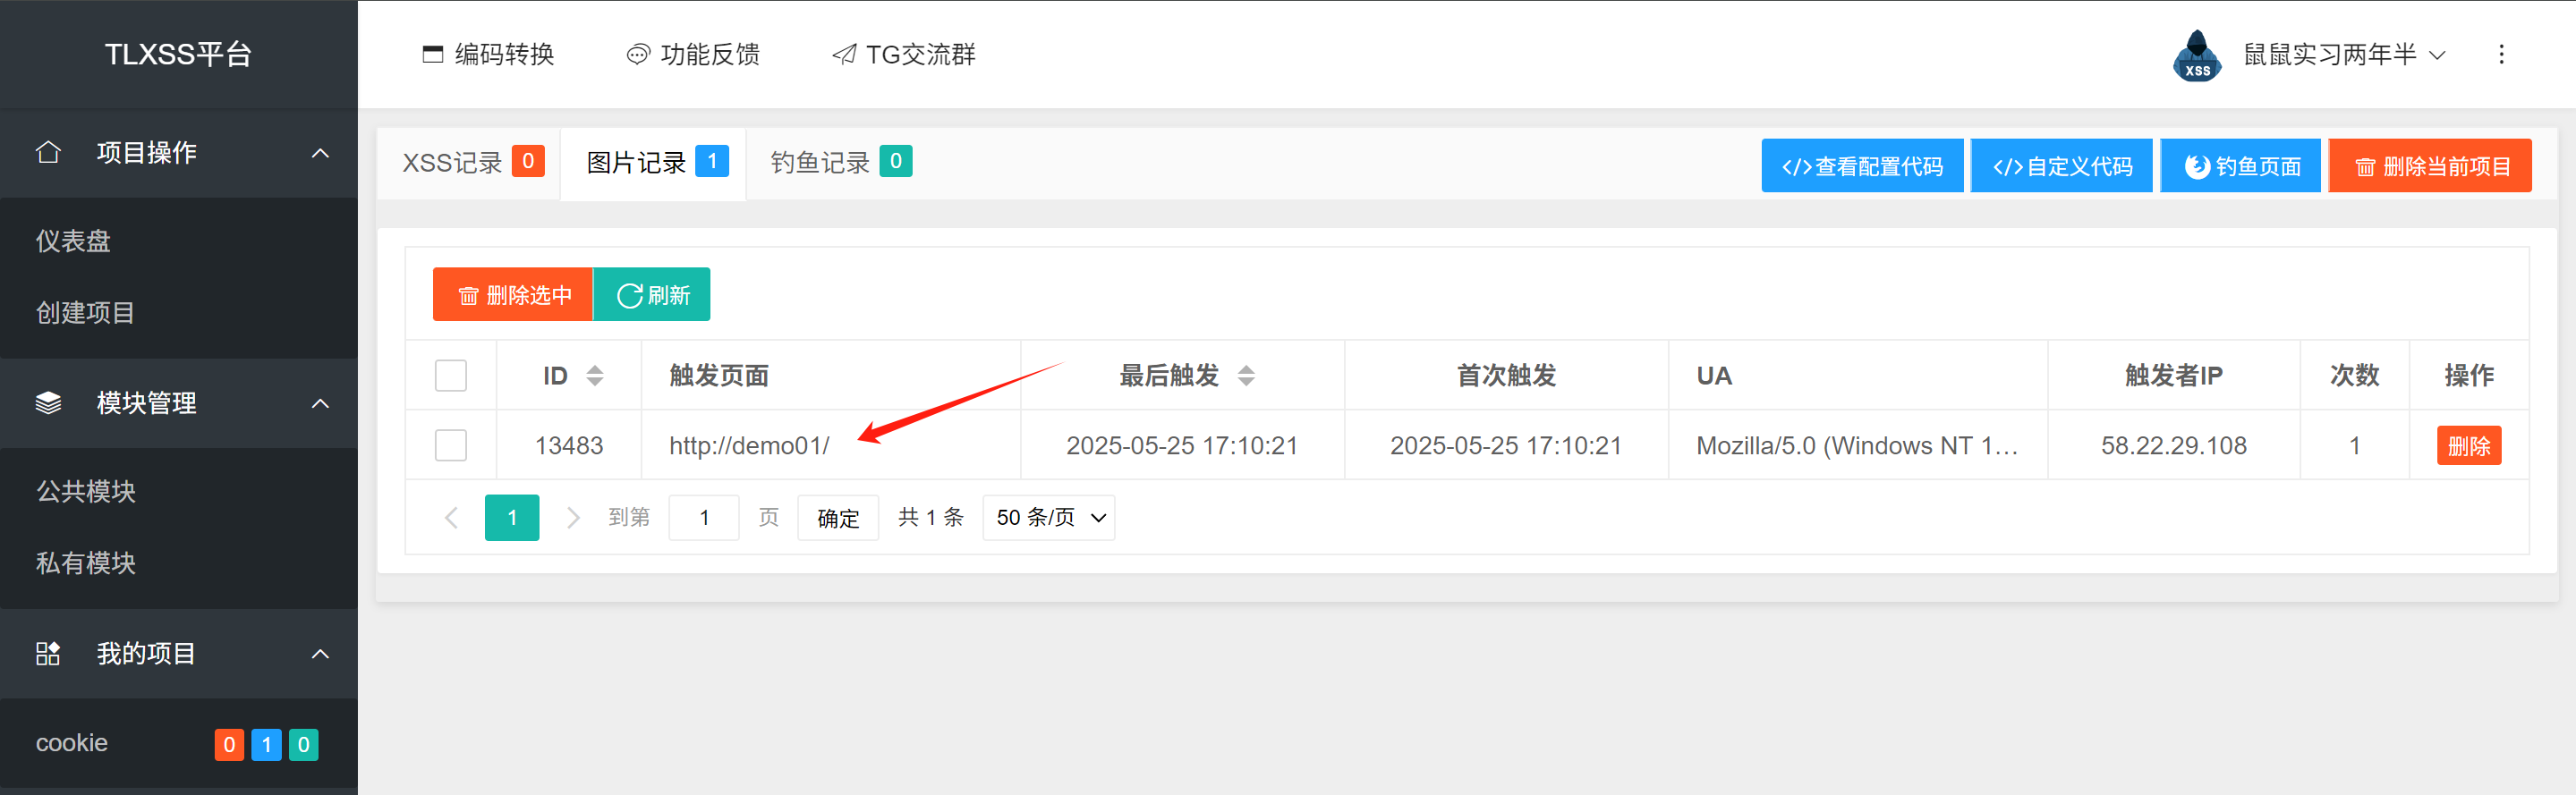 TLXSS平台
编码转换
功能反馈
TG交流群
XSS
鼠鼠实习两年半
项目操作
仪表盘
创建项目
模块管理
公共模块
私有模块
我的项目
cookie 0 1 0
XSS记录 0
图片记录 1
钓鱼记录 0
</>查看配置代码
</>自定义代码
钓鱼页面
删除当前项目
删除选中
刷新
ID 触发页面 最后触发 首次触发 UA 触发者IP 次数 操作
13483 http://demo01/ 2025-05-25 17:10:21 2025-05-25 17:10:21 Mozilla/5.0 (Windows NT 1... 58.22.29.108 1 删除
1 到第 1 页 确定 共 1 条 50 条/页